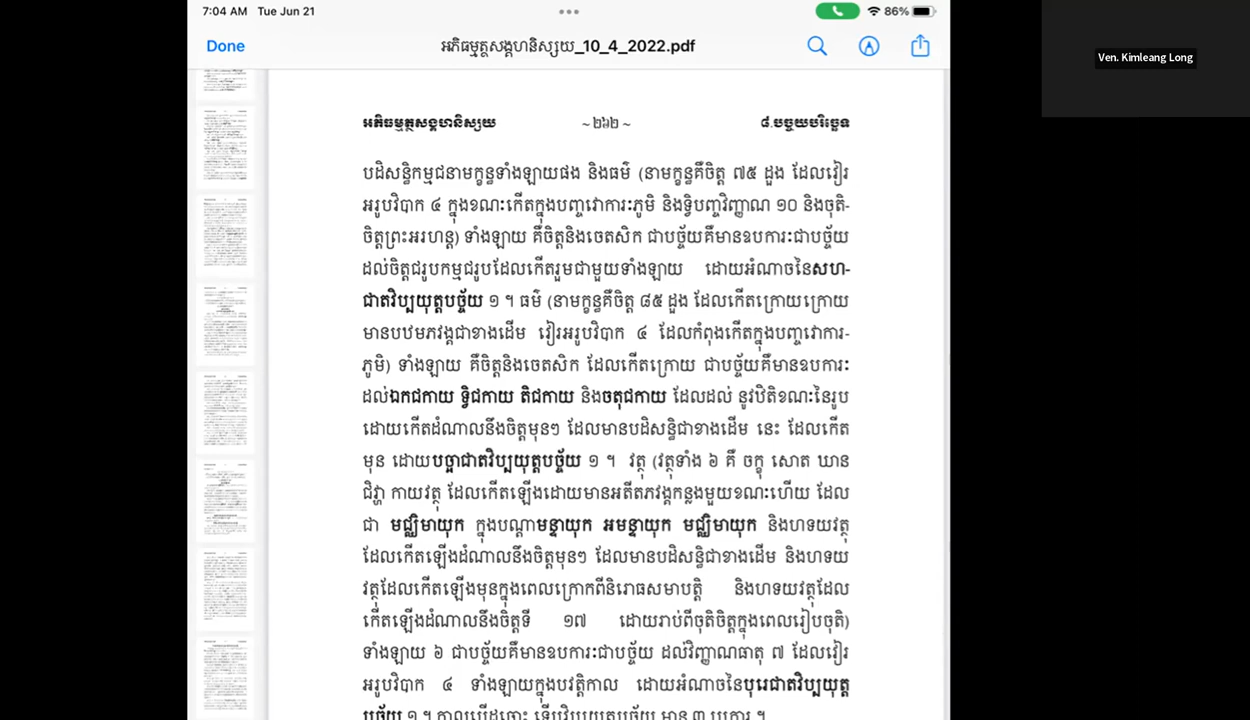 7:04 AM Tue Jun 21
86%
Done
អភិធម្មត្ថសង្គហនិស្សយ_10_4_2022.pdf
Ven. Kimleang Long
អភិធម្មត្ថសង្គហនិស្សយ ~ ២៦២ ~ ៨.បច្ចយបរិច្ឆេទ
បដិសន្ធិកម្មជនាមក្ខន្ធទាំងឡាយផង និងធម៌ (នាមក្ខន្ធគឺចិត្ត ៧៥ ដួង ដែលវៀរ
អរូបវិបាក ៤ ក្នុងខណៈកើតក្នុងបញ្ចវោការៈភូមិ និងទ្វិបញ្ចវិញ្ញាណ ១០ និងចុតិ-
ចិត្តព្រះអរហន្ត) ទាំងឡាយ គឺចិត្តនិងចេតសិក ជាបច្ច័យគឺមានឧបការៈជាបច្ច័យ
ដល់ចិត្តជរូបកម្មជរូបដែលកើតរួមជាមួយទាំងឡាយ ដោយអំណាចនៃសហ-
ជាតវិប្បយុត្តបច្ច័យ ១ ។ ធម៌ (នាមក្ខន្ធគឺចិត្ត ៨៥ ដួង ដែលកើតក្រោយក្រោយ
មានបឋមភវង្គជាខាងដើម វៀរអរូបវិបាក ៤ ដែលកំពុងកើតក្នុងបញ្ចវោការ-
ភូមិ) ទាំងឡាយ គឺចិត្តនិងចេតសិក ដែលកើតក្រោយ ជាបច្ច័យគឺមានឧបការៈ
ដល់ឯកជកាយ ទ្វិជកាយ តិជកាយ និងចតុជកាយ ដែលដល់ នូវឋិតិខណៈនៃរូប
ដោយកើតដំណាលនឹងចិត្តមុនៗ ដែលមានបដិសន្ធិជាខាងដើម នេះ ដែលកើត
មុន ដោយបច្ឆាជាតវិប្បយុត្តបច្ច័យ ១ ។ វត្ថុ (វត្ថុទាំង ៦ គឺ ចក្ខុ សោត ឃាន
ជិវ្ហា កាយវត្ថុ ដែលកើតឡើងដោយមានអតីតភវង្គកន្លងមួយខណៈហើយ ដែល
ជា មជ្ឈិមាយុក ក្នុងបណ្ដាមន្ទាយុក អមន្ទាយុក មជ្ឈិមាយុក និងហទយវត្ថុ
ដែលកើតឡើងដំណាលនឹងចិត្តមុនៗ ដែលមានបដិសន្ធិជាខាងដើម និងហទយ-
វត្ថុ ដែលកើតឡើងមុនក្នុងពេលក្រោកពីនិរោធសមាបត្តិ និងហទយវត្ថុដែល
កើតឡើងដំណាលនឹងចិត្តទី ១៧ ដោយរាប់ពីចុតិចិត្តក្នុងពេលរៀបចុត)
ទាំងឡាយ ៦ ជាបច្ច័យគឺមានឧបការៈជាបច្ច័យ ដល់វិញ្ញាណធាតុ ៧ ដែលវៀរ